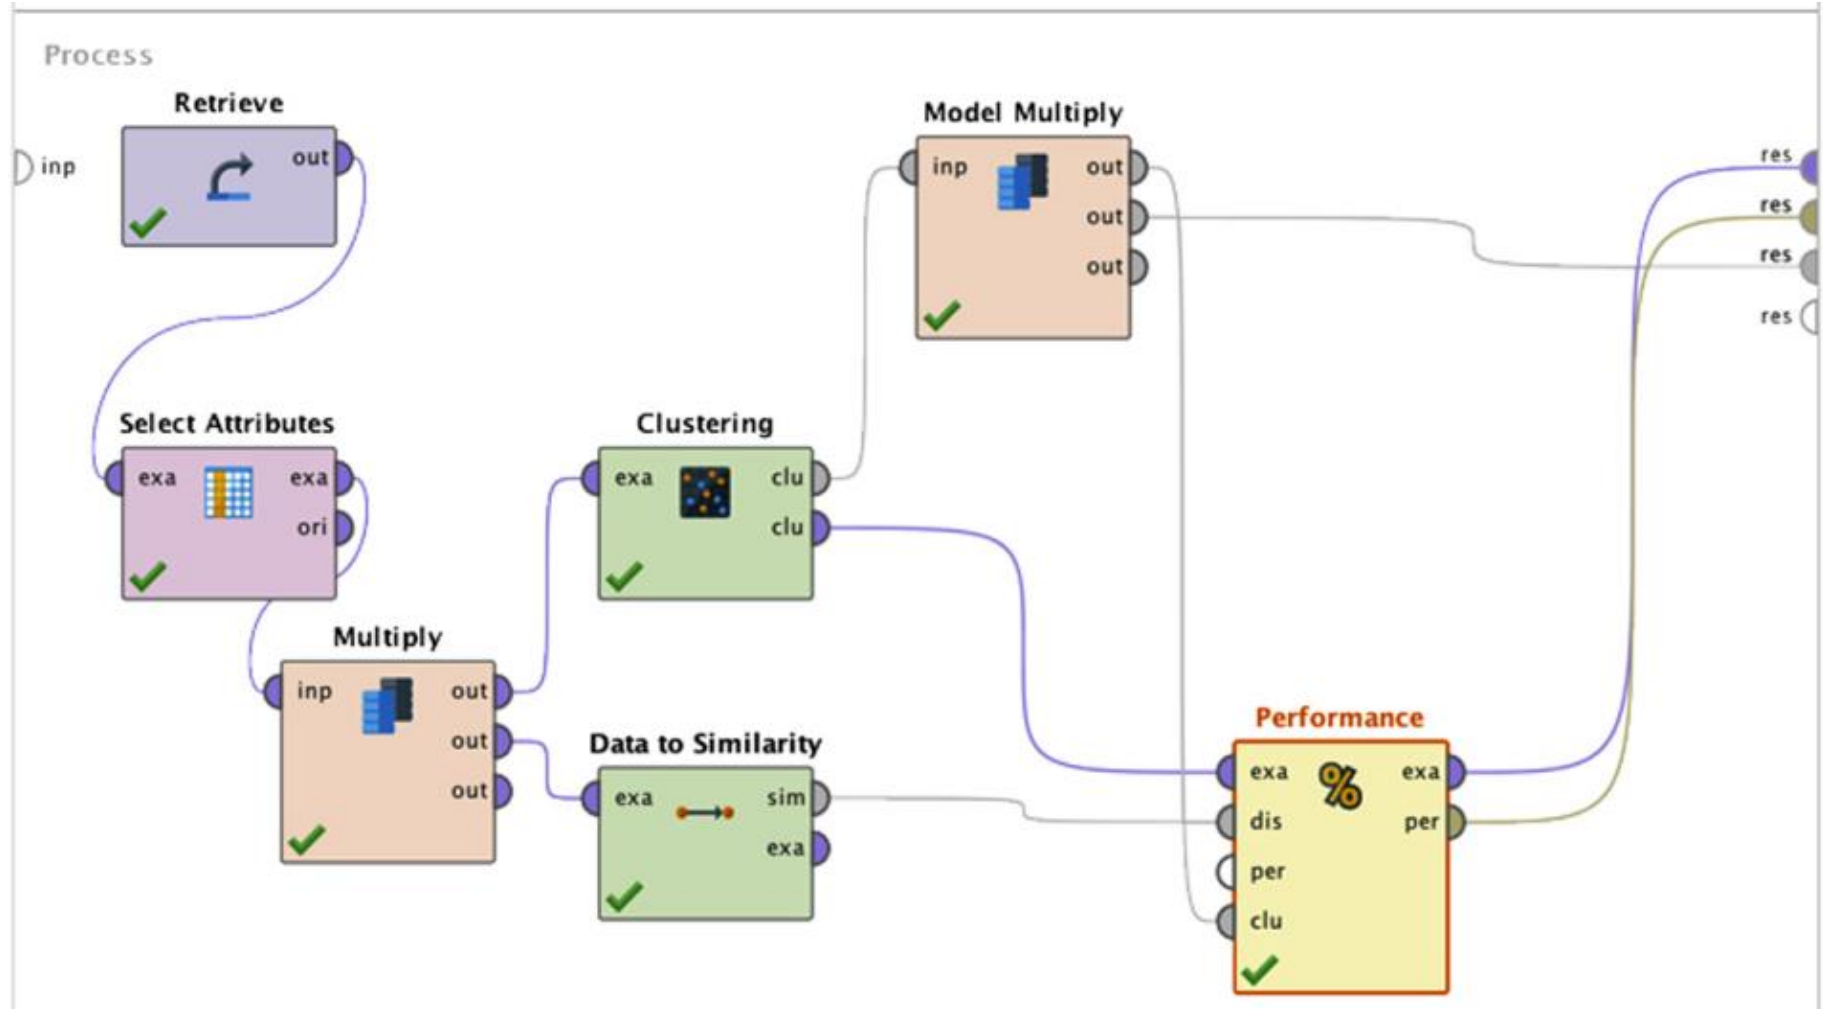 Process
inp
Retrieve
out
Model Multiply
inp
out
out
out
res
res
res
res
Select Attributes
exa
exa
ori
Clustering
exa
clu
clu
Multiply
inp
out
out
out
Data to Similarity
exa
sim
exa
Performance
exa
exa
dis
per
per
clu
%